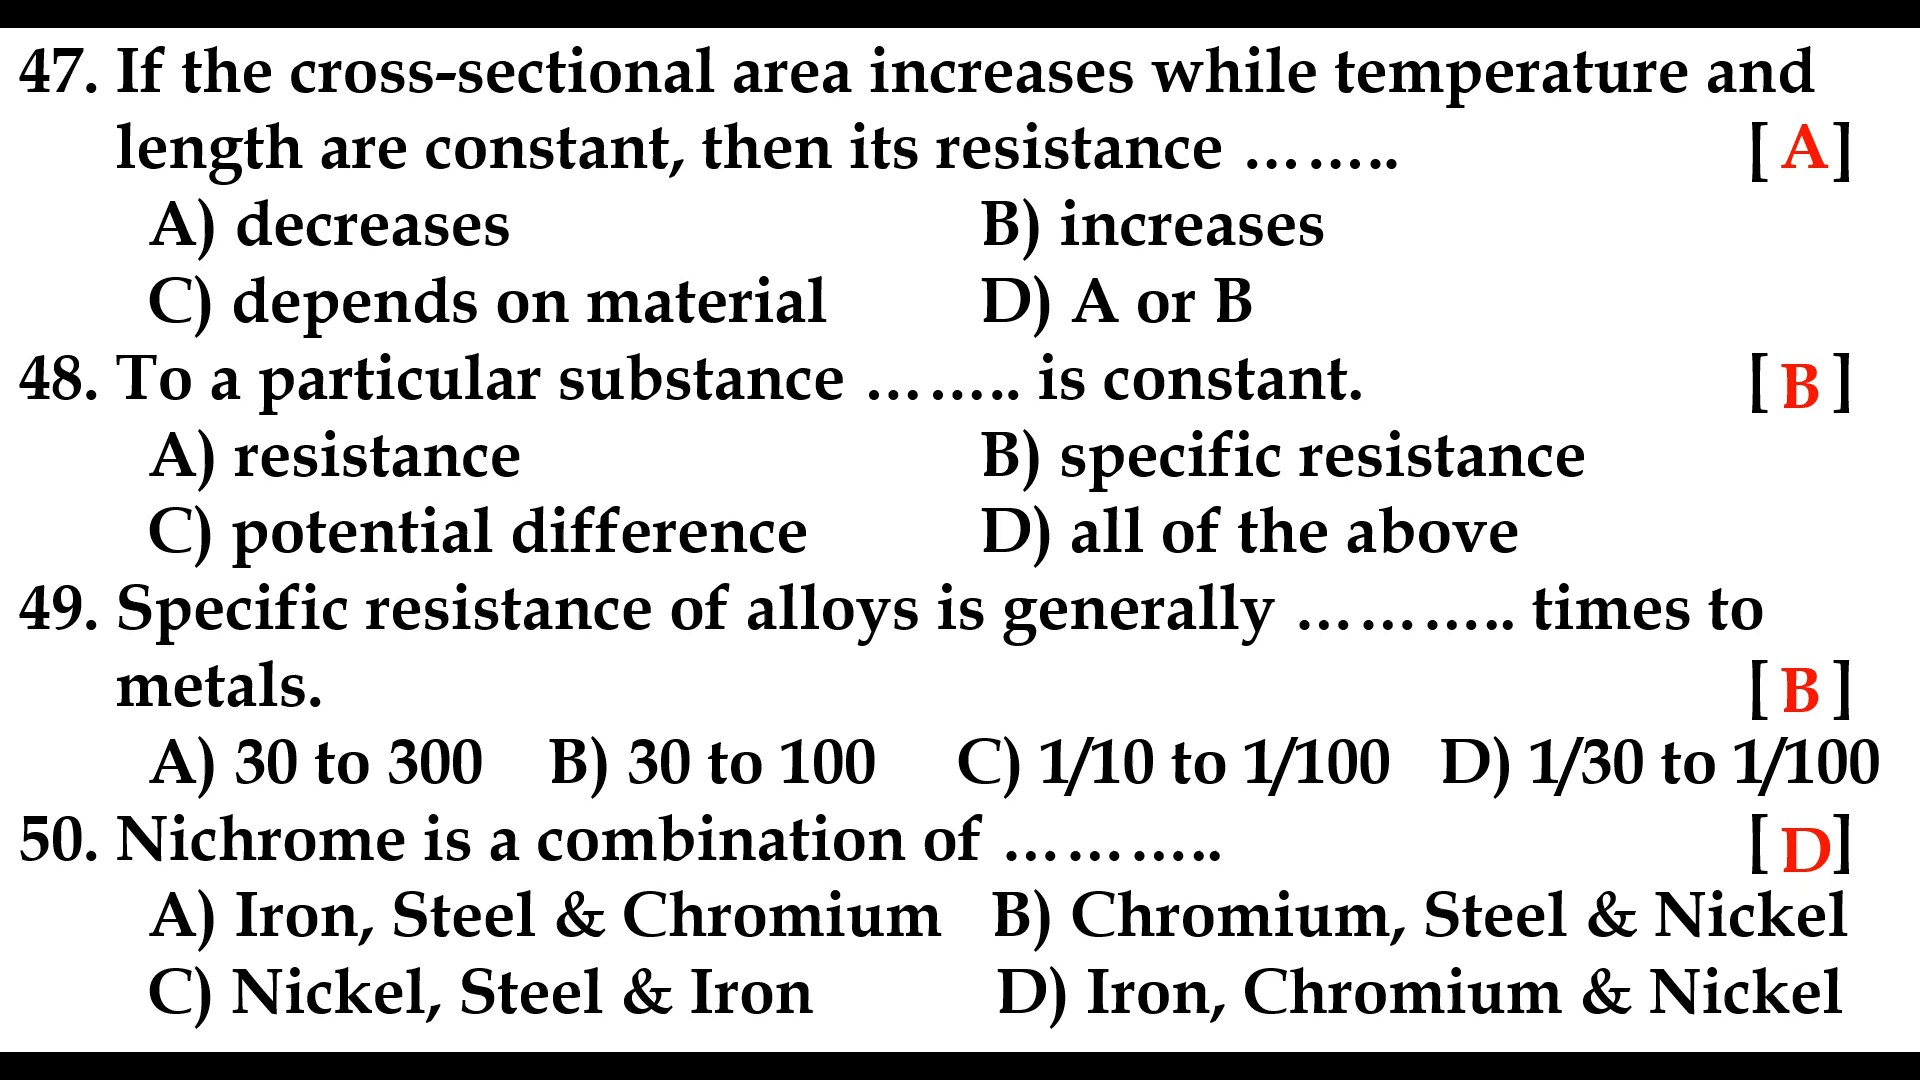 47. If the cross-sectional area increases while temperature and
length are constant, then its resistance …….. [ A ]
A) decreases B) increases
C) depends on material D) A or B
48. To a particular substance …….. is constant. [ B ]
A) resistance B) specific resistance
C) potential difference D) all of the above
49. Specific resistance of alloys is generally ……….. times to
metals. [ B ]
A) 30 to 300 B) 30 to 100 C) 1/10 to 1/100 D) 1/30 to 1/100
50. Nichrome is a combination of ……….. [ D ]
A) Iron, Steel & Chromium B) Chromium, Steel & Nickel
C) Nickel, Steel & Iron D) Iron, Chromium & Nickel